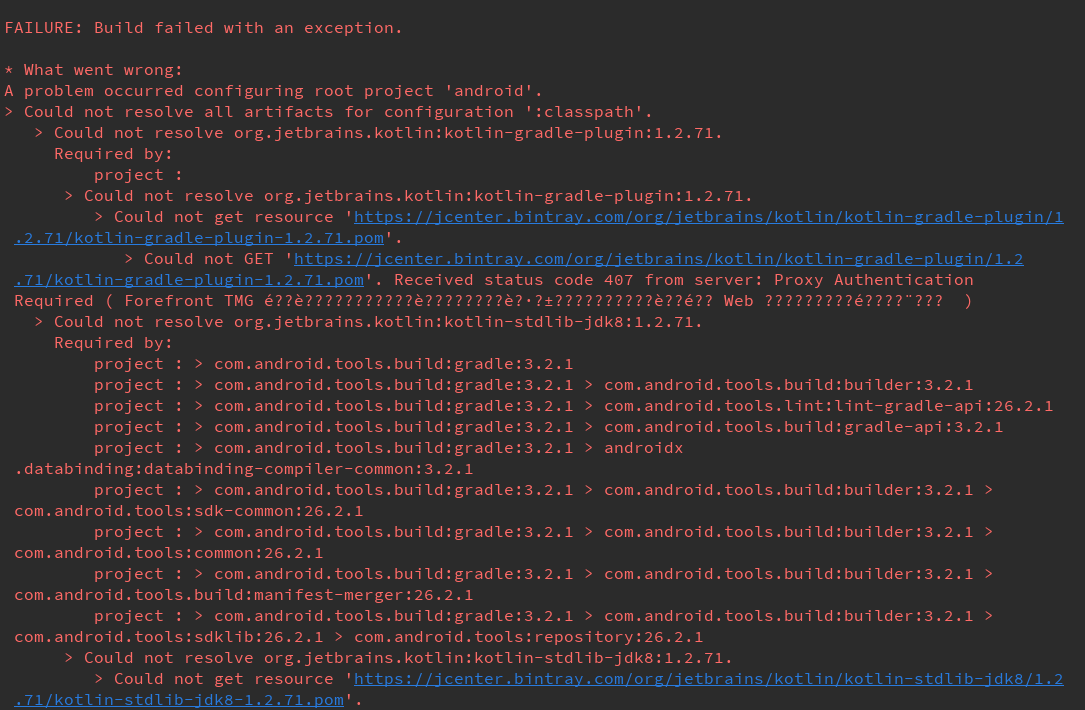 FAILURE: Build failed with an exception.
* What went wrong:
A problem occurred configuring root project 'android'.
> Could not resolve all artifacts for configuration ':classpath'.
> Could not resolve org.jetbrains.kotlin:kotlin-gradle-plugin:1.2.71.
Required by:
project :
> Could not resolve org.jetbrains.kotlin:kotlin-gradle-plugin:1.2.71.
> Could not get resource 'https://jcenter.bintray.com/org/jetbrains/kotlin/kotlin-gradle-plugin/1
.2.71/kotlin-gradle-plugin-1.2.71.pom'.
> Could not GET 'https://jcenter.bintray.com/org/jetbrains/kotlin/kotlin-gradle-plugin/1.2
.71/kotlin-gradle-plugin-1.2.71.pom'. Received status code 407 from server: Proxy Authentication
Required ( Forefront TMG é??è???????????è????????è?·?±??????????è??é?? Web ?????????é????¨???  )
> Could not resolve org.jetbrains.kotlin:kotlin-stdlib-jdk8:1.2.71.
Required by:
project : > com.android.tools.build:gradle:3.2.1
project : > com.android.tools.build:gradle:3.2.1 > com.android.tools.build:builder:3.2.1
project : > com.android.tools.build:gradle:3.2.1 > com.android.tools.lint:lint-gradle-api:26.2.1
project : > com.android.tools.build:gradle:3.2.1 > com.android.tools.build:gradle-api:3.2.1
project : > com.android.tools.build:gradle:3.2.1 > androidx
.databinding:databinding-compiler-common:3.2.1
project : > com.android.tools.build:gradle:3.2.1 > com.android.tools.build:builder:3.2.1 >
com.android.tools:sdk-common:26.2.1
project : > com.android.tools.build:gradle:3.2.1 > com.android.tools.build:builder:3.2.1 >
com.android.tools:common:26.2.1
project : > com.android.tools.build:gradle:3.2.1 > com.android.tools.build:builder:3.2.1 >
com.android.tools.build:manifest-merger:26.2.1
project : > com.android.tools.build:gradle:3.2.1 > com.android.tools.build:builder:3.2.1 >
com.android.tools:sdklib:26.2.1 > com.android.tools:repository:26.2.1
> Could not resolve org.jetbrains.kotlin:kotlin-stdlib-jdk8:1.2.71.
> Could not get resource 'https://jcenter.bintray.com/org/jetbrains/kotlin/kotlin-stdlib-jdk8/1.2
.71/kotlin-stdlib-jdk8-1.2.71.pom'.